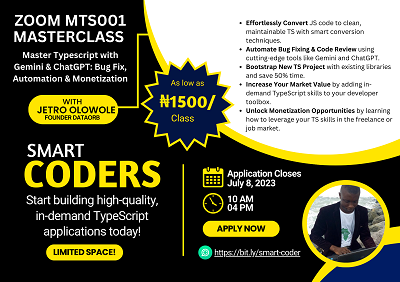 ZOOM MTS001
MASTERCLASS
Master Typescript with
Gemini & ChatGPT: Bug Fix,
Automation & Monetization
WITH
JETRO OLOWOLE
FOUNDER DATAORB
As low as
₦1500/
Class
• Effortlessly Convert JS code to clean,
maintainable TS with smart conversion
techniques.
• Automate Bug Fixing & Code Review using
cutting-edge tools like Gemini and ChatGPT.
• Bootstrap New TS Project with existing libraries
and save 50% time.
• Increase Your Market Value by adding in-
demand TypeScript skills to your developer
toolbox.
• Unlock Monetization Opportunities by learning
how to leverage your TS skills in the freelance or
job market.
SMART
CODERS
Start building high-quality,
in-demand TypeScript
applications today!
LIMITED SPACE!
Application Closes
July 8, 2023
10 AM
04 PM
APPLY NOW
https://bit.ly/smart-coder